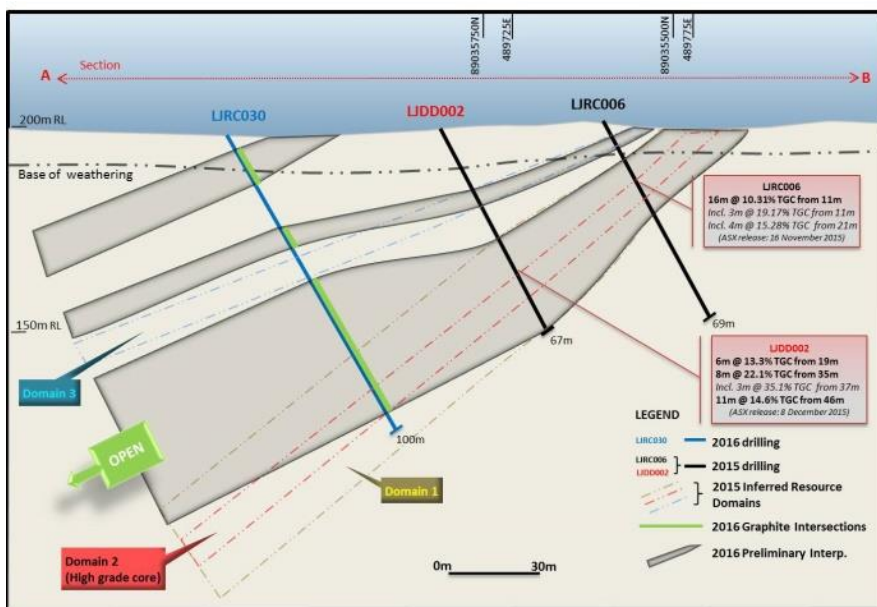 89035750N
489725E
89035500N
489775E
A
Section
B
200m RL
LJRC030
LJDD002
LJRC006
Base of weathering
LJRC006
16m @ 10.31% TGC from 11m
Incl. 3m @ 19.17% TGC from 11m
Incl. 4m @ 15.28% TGC from 21m
(ASX release: 16 November 2015)
150m RL
67m
69m
LJDD002
6m @ 13.3% TGC from 19m
8m @ 22.1% TGC from 35m
Incl. 3m @ 35.1% TGC from 37m
11m @ 14.6% TGC from 46m
(ASX release: 8 December 2015)
Domain 3
100m
OPEN
Domain 1
Domain 2
(High grade core)
0m
30m
LEGEND
LJRC030
2016 drilling
LJRC006
LJDD002
2015 drilling
2015 Inferred Resource
Domains
2016 Graphite Intersections
2016 Preliminary Interp.